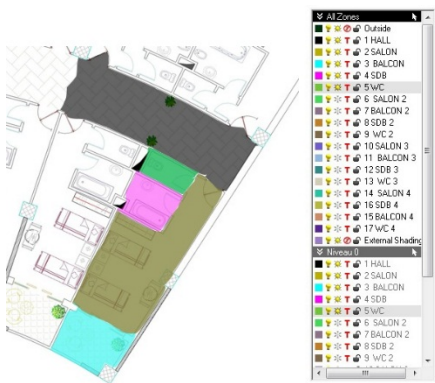 All Zones
Outside
1 HALL
2 SALON
3 BALCON
4 SDB
5 WC
6 SALON 2
7 BALCON 2
8 SDB 2
9 WC 2
10 SALON 3
11 BALCON 3
12 SDB 3
13 WC 3
14 SALON 4
16 SDB 4
15 BALCON 4
17 WC 4
External Shading
Niveau 0
1 HALL
2 SALON
3 BALCON
4 SDB
5 WC
6 SALON 2
7 BALCON 2
8 SDB 2
9 WC 2